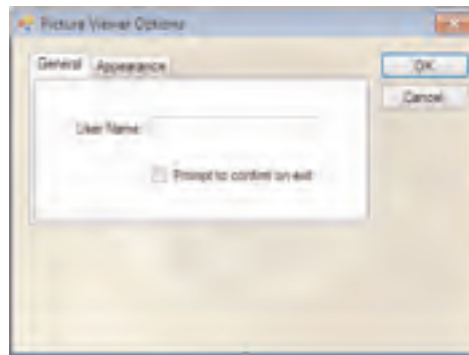 Picture Viewer Options
General Appearance
OK
Cancel
User Name:
Prompt to confirm on exit